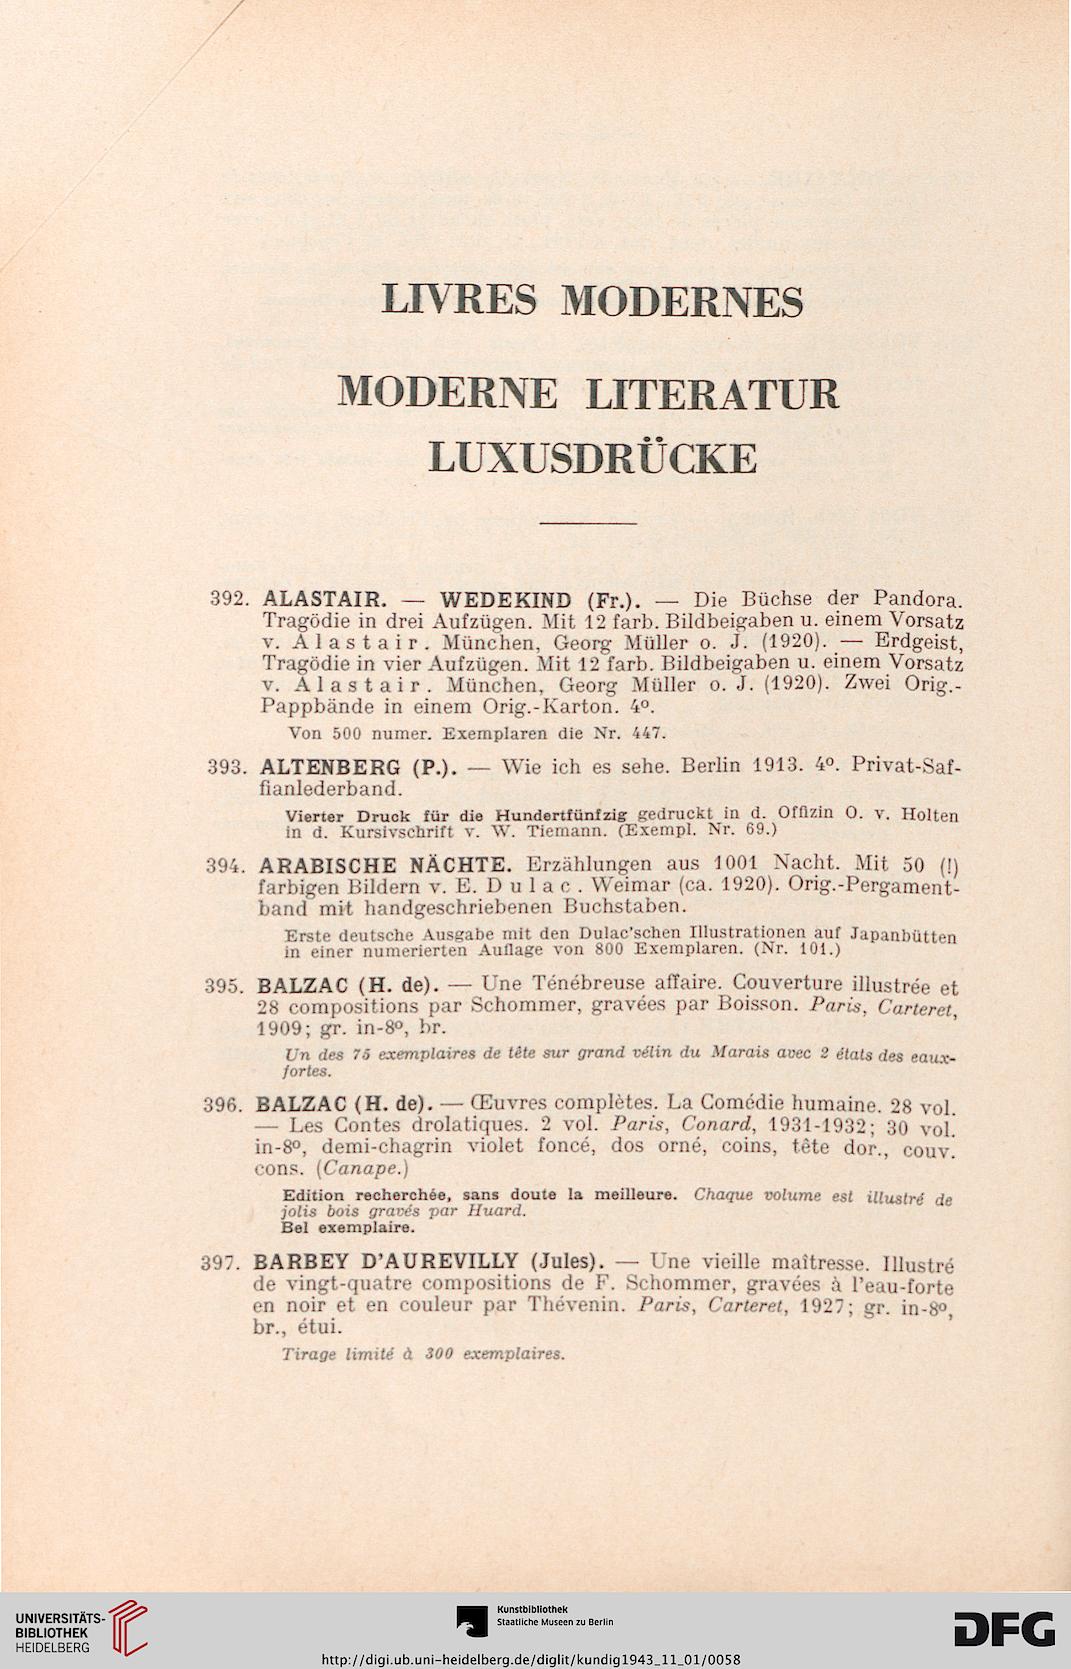 LIVRES MODERNES
MODERNE LITERATUR
LUXUSDRÜCKE
392. ALASTAIR. — WEDEKIND (Fr.). — Die Büchse der Pandora.
Tragödie in drei Aufzügen. Mit 12 farb. Bildbeigaben u. einem Vorsatz
v. Alastair. München, Georg Müller o. J. (1920). — Erdgeist,
Tragödie in vier Aufzügen. Mit 12 farb. Bildbeigaben u. einem Vorsatz
v. Alastair. München, Georg Müller o. J. (1920). Zwei Orig.-
Pappbände in einem Orig.-Karton. 4º.
Von 500 numer. Exemplaren die Nr. 447.
393. ALTENBERG (P.). — Wie ich es sehe. Berlin 1913. 4º. Privat-Saf-
fianlederband.
Vierter Druck für die Hundertfünfzig gedruckt in d. Offizin O. v. Holten
in d. Kursivschrift v. W. Tiemann. (Exempl. Nr. 69.)
394. ARABISCHE NÄCHTE. Erzählungen aus 1001 Nacht. Mit 50 (!)
farbigen Bildern v. E. Dulac. Weimar (ca. 1920). Orig.-Pergament-
band mit handgeschriebenen Buchstaben.
Erste deutsche Ausgabe mit den Dulac'schen Illustrationen auf Japanbütten
in einer numerierten Auflage von 800 Exemplaren. (Nr. 101.)
395. BALZAC (H. de). — Une Ténébreuse affaire. Couverture illustrée et
28 compositions par Schommer, gravées par Boisson. Paris, Carteret,
1909; gr. in-8º, br.
Un des 75 exemplaires de tête sur grand vélin du Marais avec 2 états des eaux-
fortes.
396. BALZAC (H. de). — Œuvres complètes. La Comédie humaine. 28 vol.
— Les Contes drolatiques. 2 vol. Paris, Conard, 1931-1932; 30 vol.
in-8º, demi-chagrin violet foncé, dos orné, coins, tête dor., couv.
cons. (Canape.)
Edition recherchée, sans doute la meilleure. Chaque volume est illustré de
jolis bois gravés par Huard.
Bel exemplaire.
397. BARBEY D'AUREVILLY (Jules). — Une vieille maîtresse. Illustré
de vingt-quatre compositions de F. Schommer, gravées à l'eau-forte
en noir et en couleur par Thévenin. Paris, Carteret, 1927; gr. in-8º,
br., étui.
Tirage limité à 300 exemplaires.
UNIVERSITÄTS-
BIBLIOTHEK
HEIDELBERG
Kunstbibliothek
Staatliche Museen zu Berlin
DFG
http://digi.ub.uni-heidelberg.de/diglit/kundig1943_11_01/0058